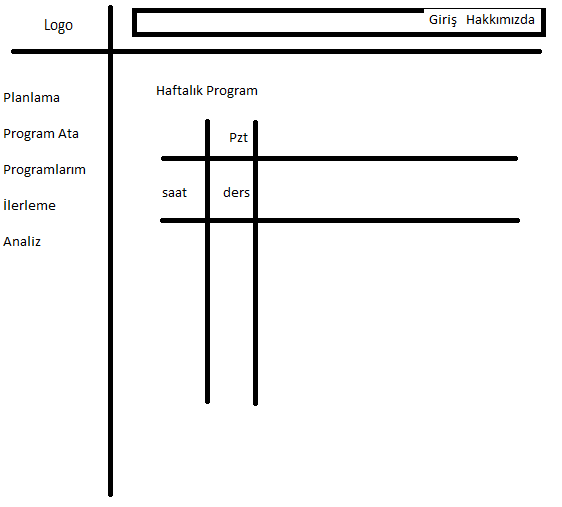 Logo
Giriş Hakkımızda
Planlama
Program Ata
Programlarım
İlerleme
Analiz
Haftalık Program
Pzt
saat ders